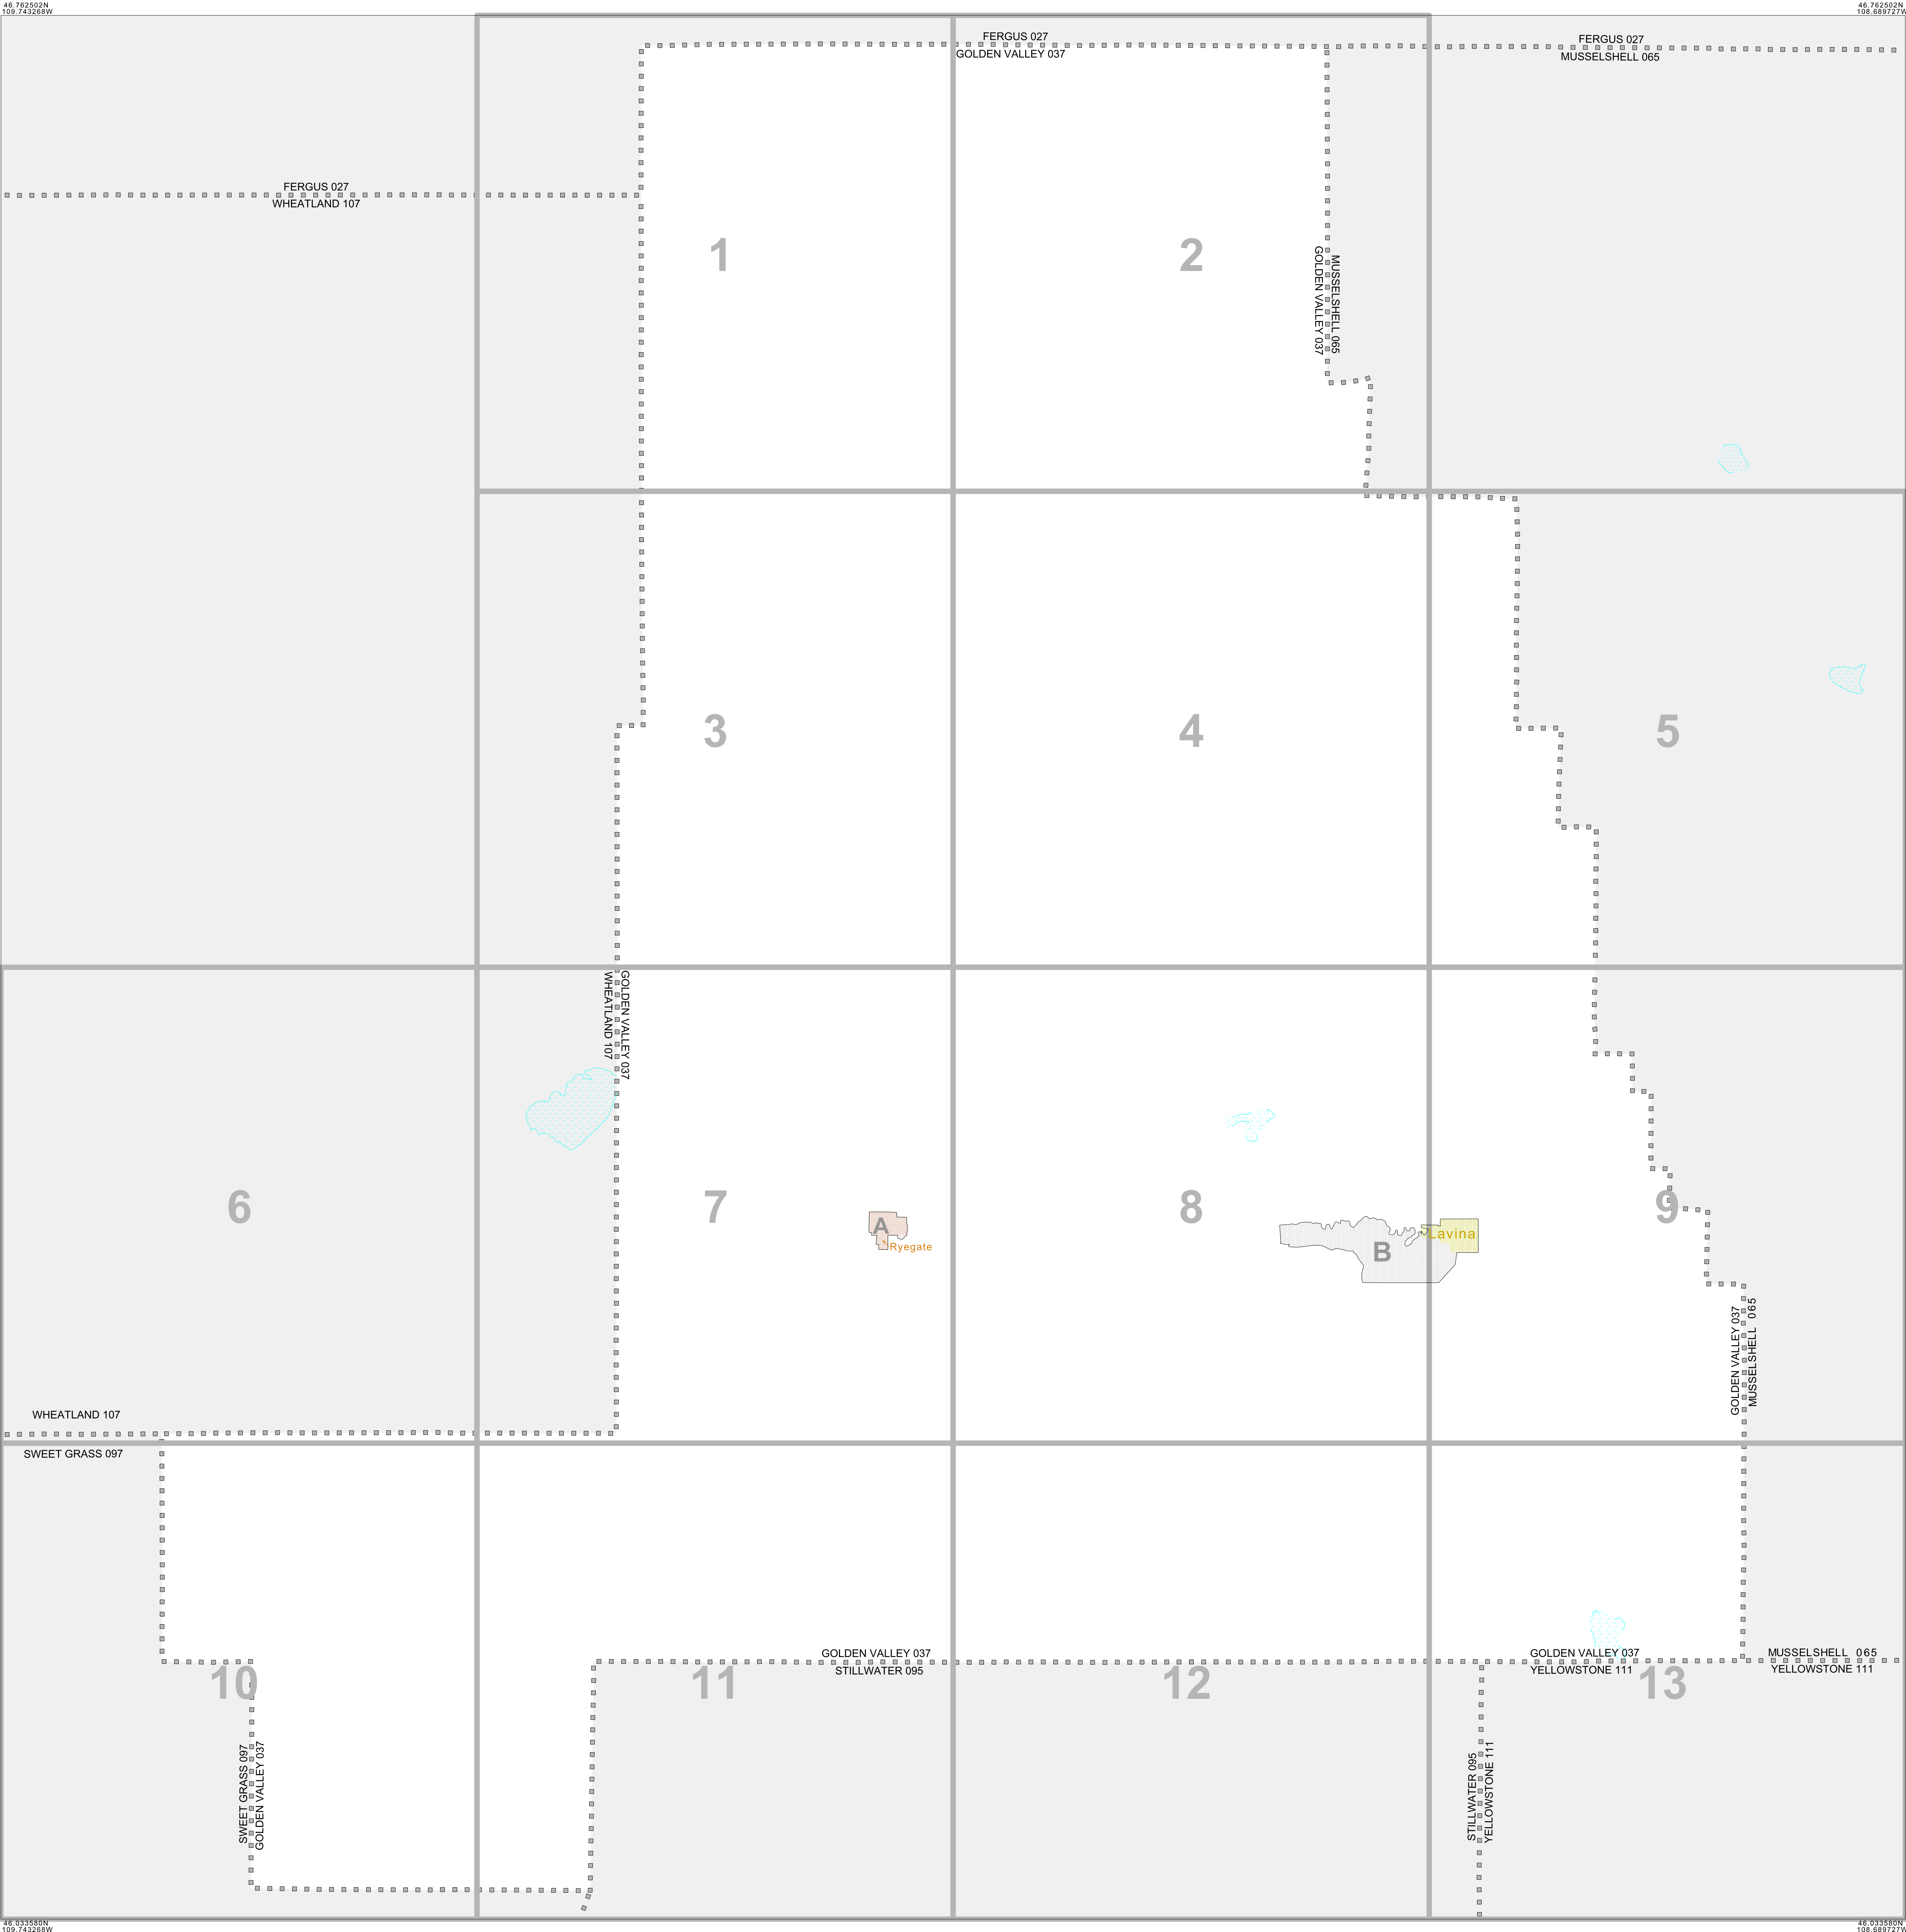 46.762502N
109.743268W
46.762502N
108.689727W
FERGUS 027
GOLDEN VALLEY 037
FERGUS 027
MUSSELSHELL 065
FERGUS 027
WHEATLAND 107
1
2
MUSSELSHELL 065
GOLDEN VALLEY 037
3
4
5
GOLDEN VALLEY 037
WHEATLAND 107
6
7
8
9
A
Ryegate
B
Lavina
GOLDEN VALLEY 037
MUSSELSHELL 065
WHEATLAND 107
SWEET GRASS 097
GOLDEN VALLEY 037
STILLWATER 095
GOLDEN VALLEY 037
YELLOWSTONE 111
MUSSELSHELL 065
YELLOWSTONE 111
10
11
12
13
SWEET GRASS 097
GOLDEN VALLEY 037
STILLWATER 095
YELLOWSTONE 111
46.033580N
109.743268W
46.033580N
108.689727W